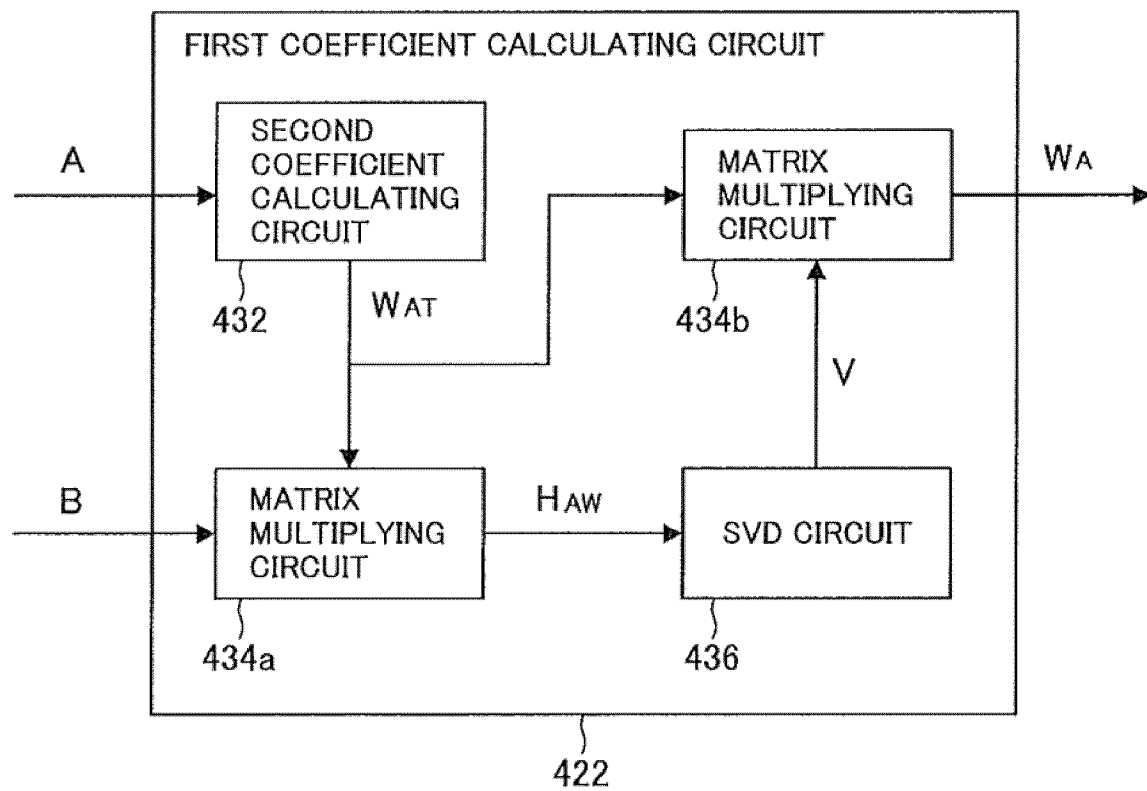 FIRST COEFFICIENT CALCULATING CIRCUIT
A
SECOND
COEFFICIENT
CALCULATING
CIRCUIT
432
WAT
MATRIX
MULTIPLYING
CIRCUIT
434b
WA
V
B
MATRIX
MULTIPLYING
CIRCUIT
434a
HAW
SVD CIRCUIT
436
422